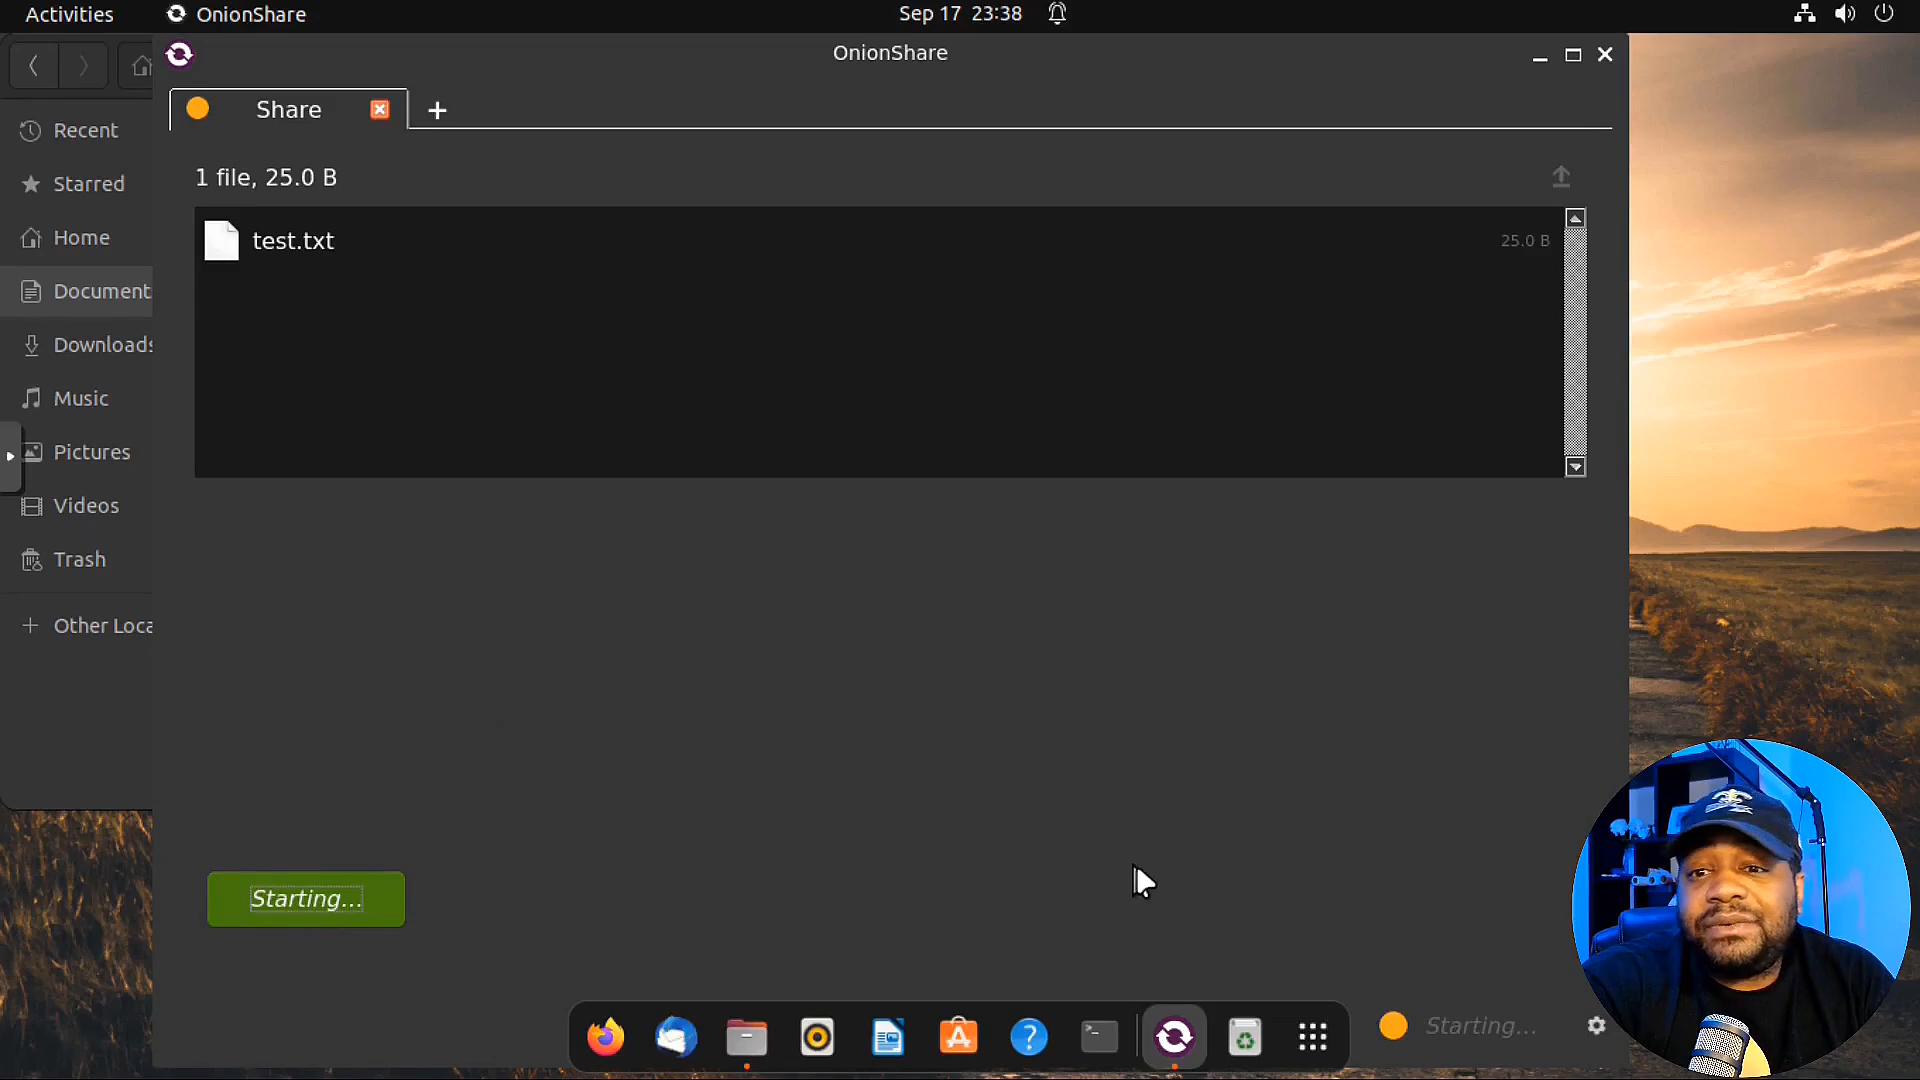 Activities
OnionShare
Sep 17 23:38
OnionShare
Share
1 file, 25.0 B
test.txt
25.0 B
Recent
Starred
Home
Document
Downloads
Music
Pictures
Videos
Trash
Other Loca
Starting...
Starting...